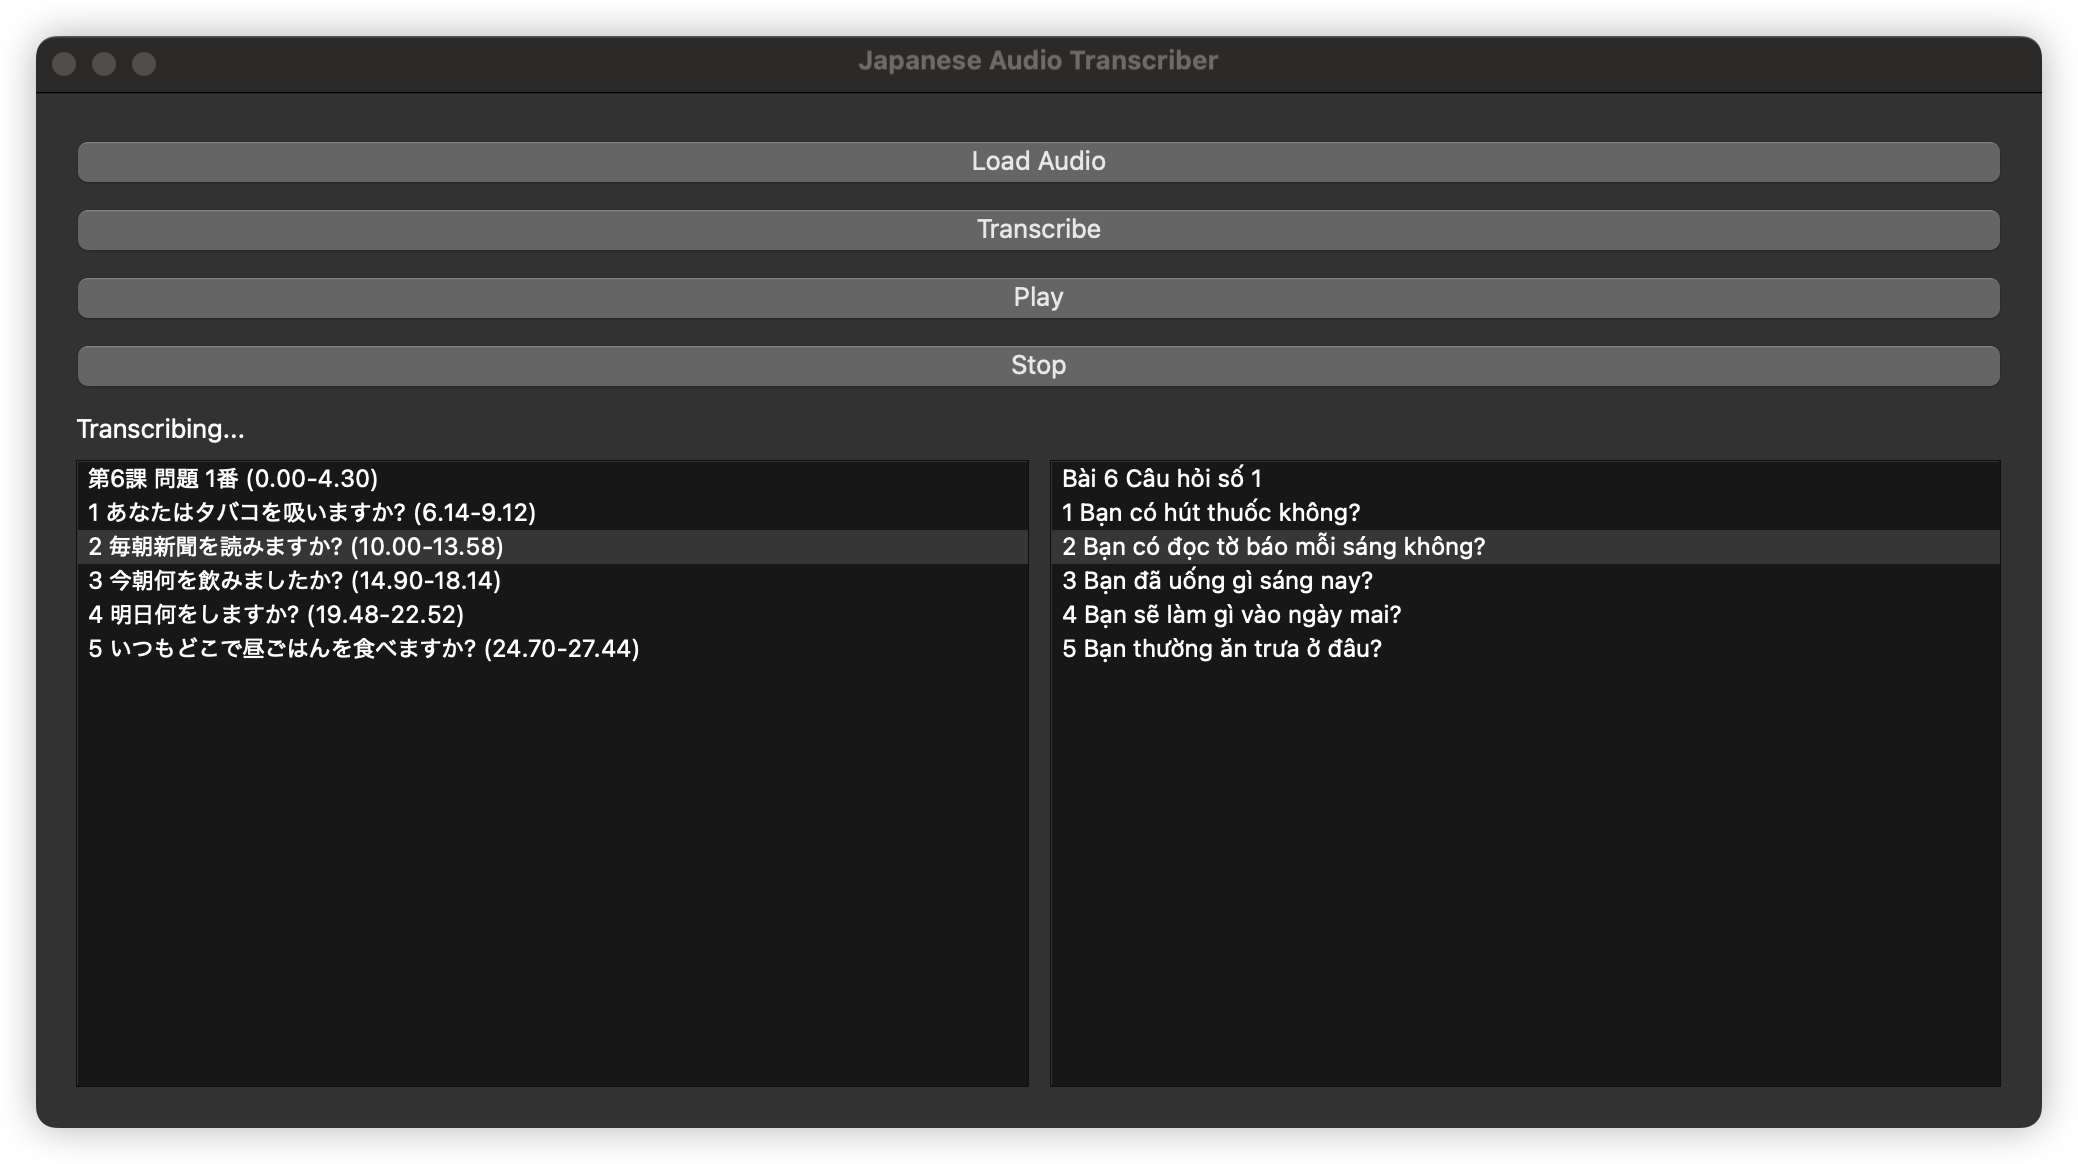 Japanese Audio Transcriber
Load Audio
Transcribe
Play
Stop
Transcribing...
第6課 問題 1番 (0.00-4.30)
1 あなたはタバコを吸いますか? (6.14-9.12)
2 毎朝新聞を読みますか? (10.00-13.58)
3 今朝何を飲みましたか? (14.90-18.14)
4 明日何をしますか? (19.48-22.52)
5 いつもどこで昼ごはんを食べますか? (24.70-27.44)
Bài 6 Câu hỏi số 1
1 Bạn có hút thuốc không?
2 Bạn có đọc tờ báo mỗi sáng không?
3 Bạn đã uống gì sáng nay?
4 Bạn sẽ làm gì vào ngày mai?
5 Bạn thường ăn trưa ở đâu?